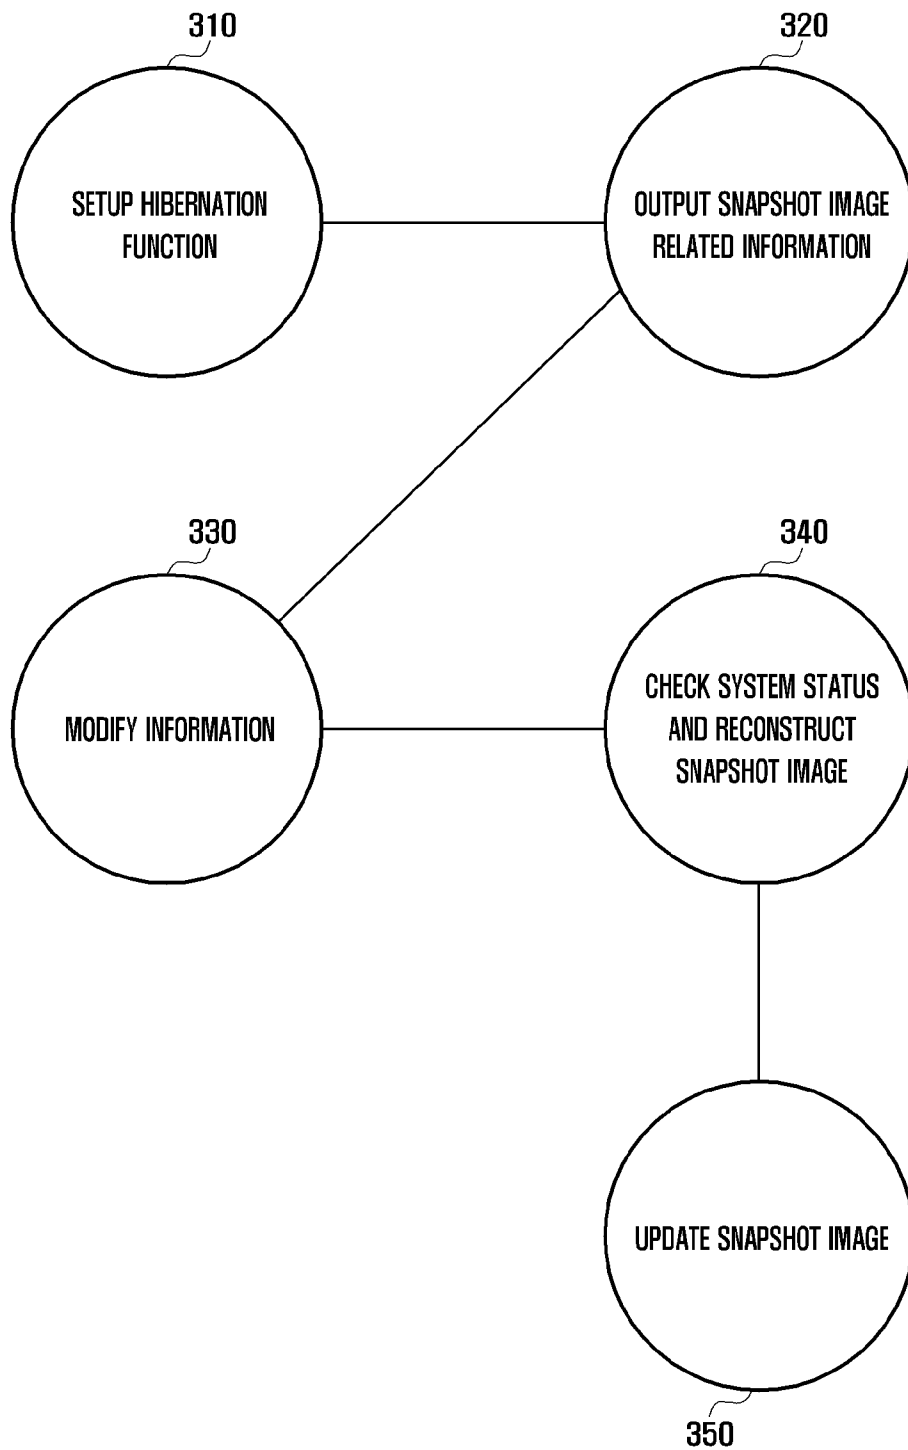 310
320
SETUP HIBERNATION
FUNCTION
OUTPUT SNAPSHOT IMAGE
RELATED INFORMATION
330
340
MODIFY INFORMATION
CHECK SYSTEM STATUS
AND RECONSTRUCT
SNAPSHOT IMAGE
UPDATE SNAPSHOT IMAGE
350